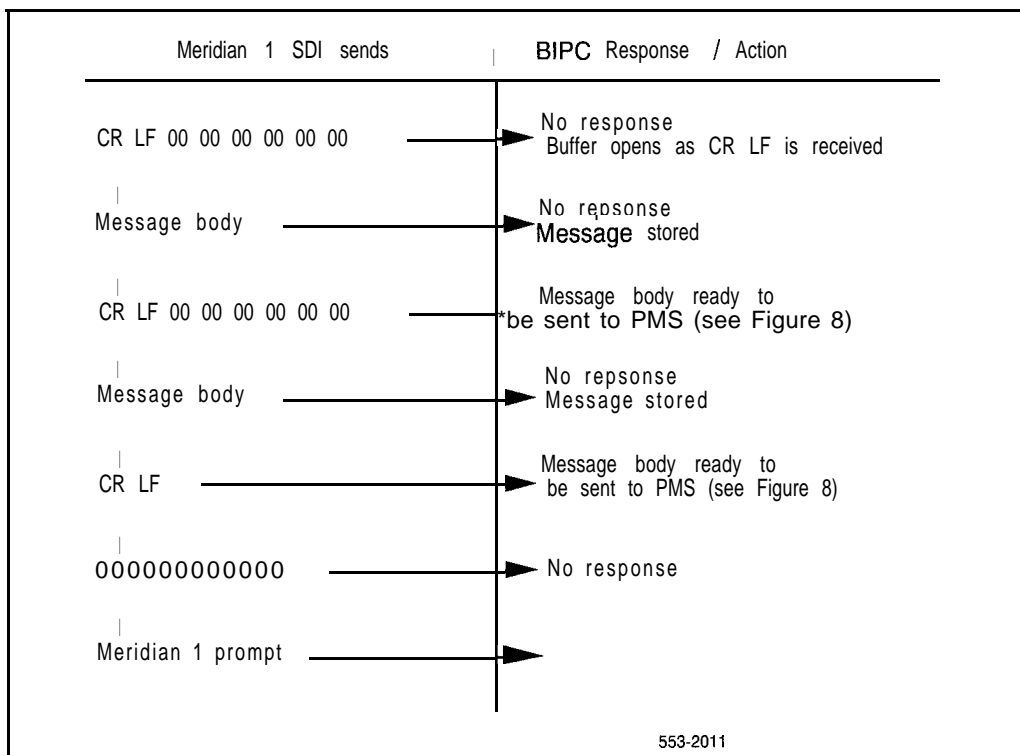 Meridian 1 SDI sends BIPC Response / Action
CR LF 00 00 00 00 00 00 No response
Buffer opens as CR LF is received
Message body No repsonse
Message stored
CR LF 00 00 00 00 00 00 Message body ready to
*be sent to PMS (see Figure 8)
Message body No repsonse
Message stored
CR LF Message body ready to
be sent to PMS (see Figure 8)
000000000000 No response
Meridian 1 prompt
553-2011